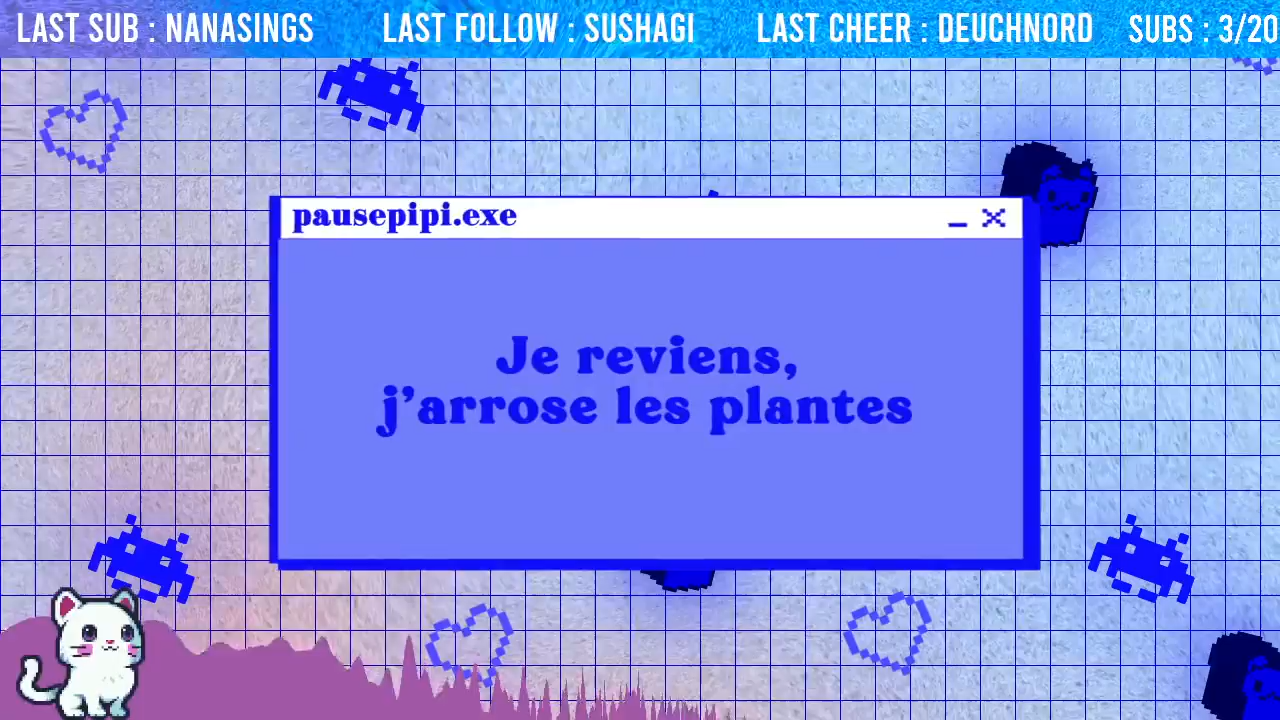 LAST SUB : NANASINGS LAST FOLLOW : SUSHAGI LAST CHEER : DEUCHNORD SUBS : 3/20
pausepipi.exe
Je reviens,
j’arrose les plantes